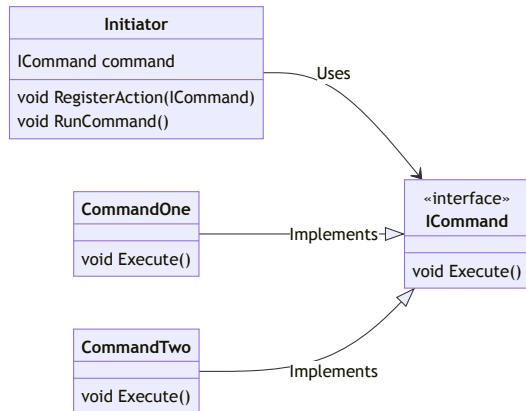 Initiator
ICommand command
void RegisterAction(ICommand)
void RunCommand()
Uses
«interface»
ICommand
void Execute()
CommandOne
void Execute()
Implements
CommandTwo
void Execute()
Implements